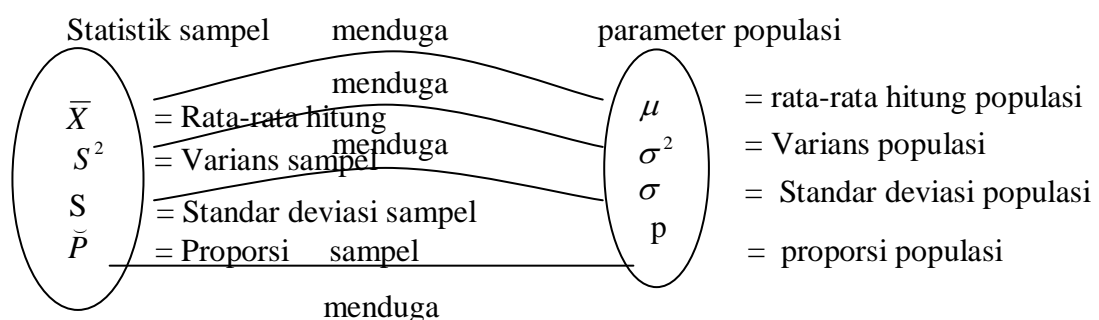 Statistik sampel menduga parameter populasi
menduga
X̅ = Rata-rata hitung μ = rata-rata hitung populasi
menduga
S² = Varians sampel σ² = Varians populasi
S = Standar deviasi sampel σ = Standar deviasi populasi
P̆ = Proporsi sampel p = proporsi populasi
menduga